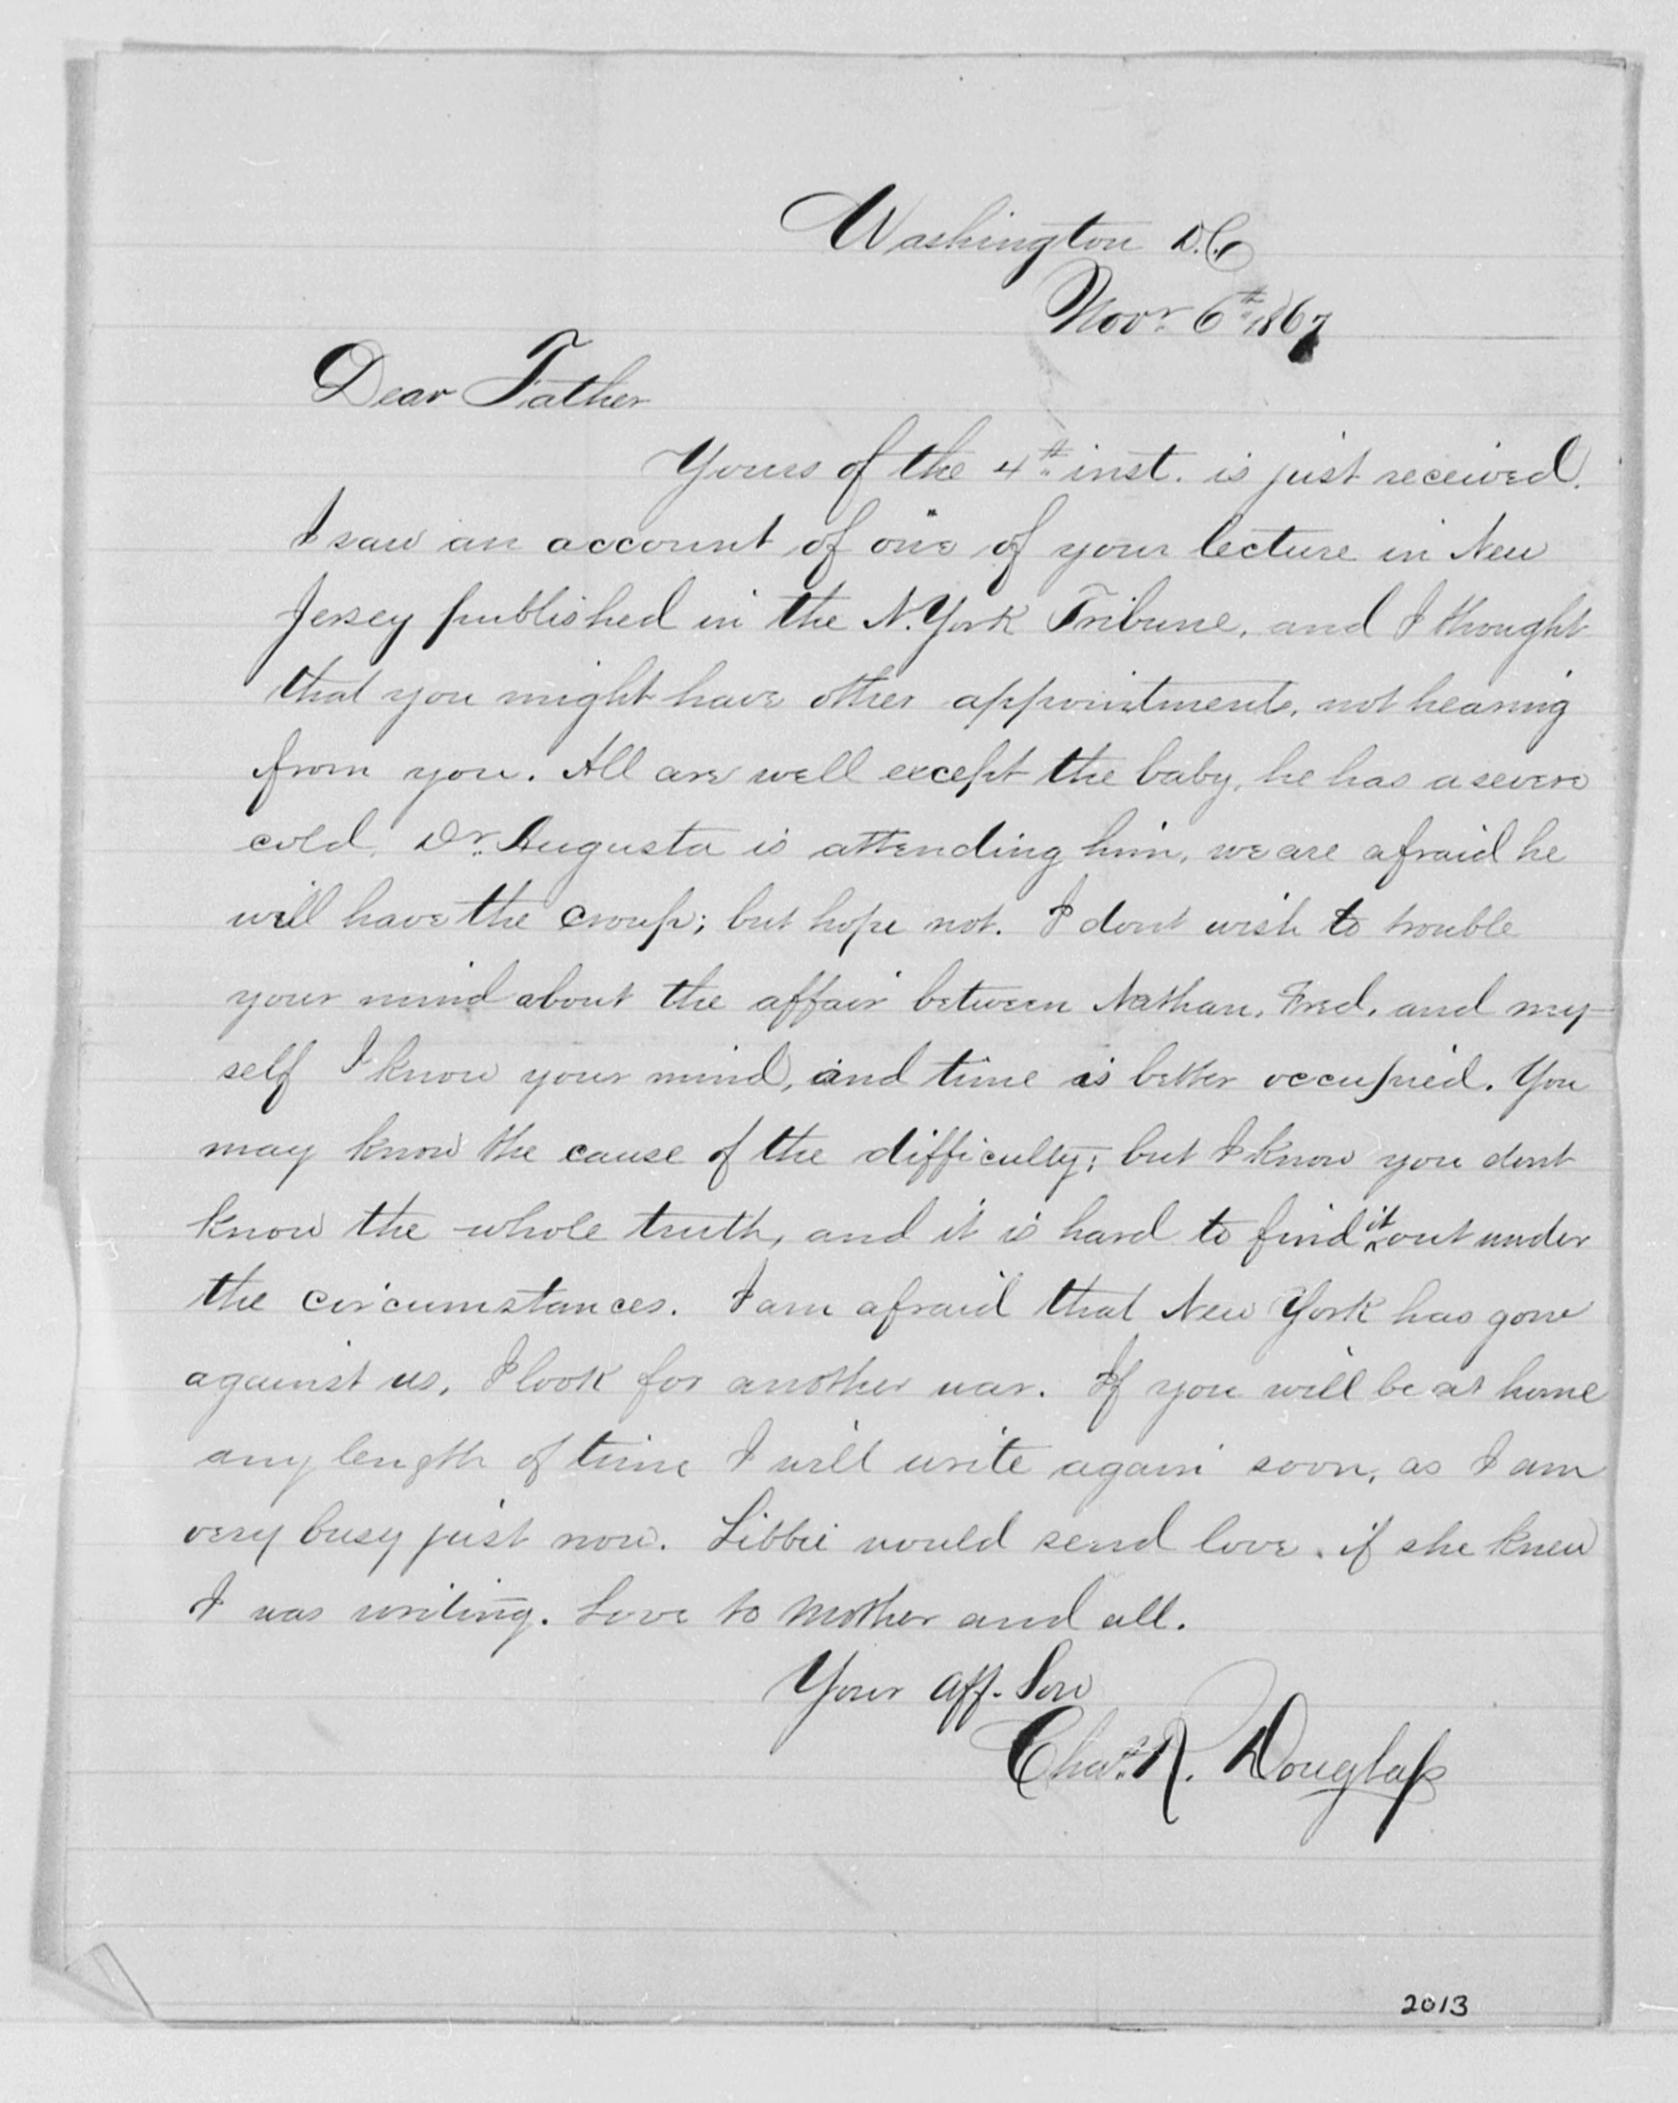 Washington D.C.
Novr. 6th 1867
Dear Father
Yours of the 4th inst. is just received.
I saw an account of one of your lecture in New
Jersey published in the N. York Tribune, and I thought
that you might have other appointments, not hearing
from you. All are well except the baby, he has a severe
cold, Dr. Augusta is attending him, we are afraid he
will have the croup; but hope not. I dont wish to trouble
your mind about the affair between Nathan, Fred, and my-
self I know your mind, and time is better occupied. You
may know the cause of the difficulty; but I know you dont
know the whole truth, and it is hard to find it out under
the circumstances. I am afraid that New York has gone
against us, I look for another war. If you will be at home
any length of time I will write again soon, as I am
very busy just now. Libbie would send love, if she knew
I was writing. Love to Mother and all.
Your aff. Son
Chas. R. Douglass
2013